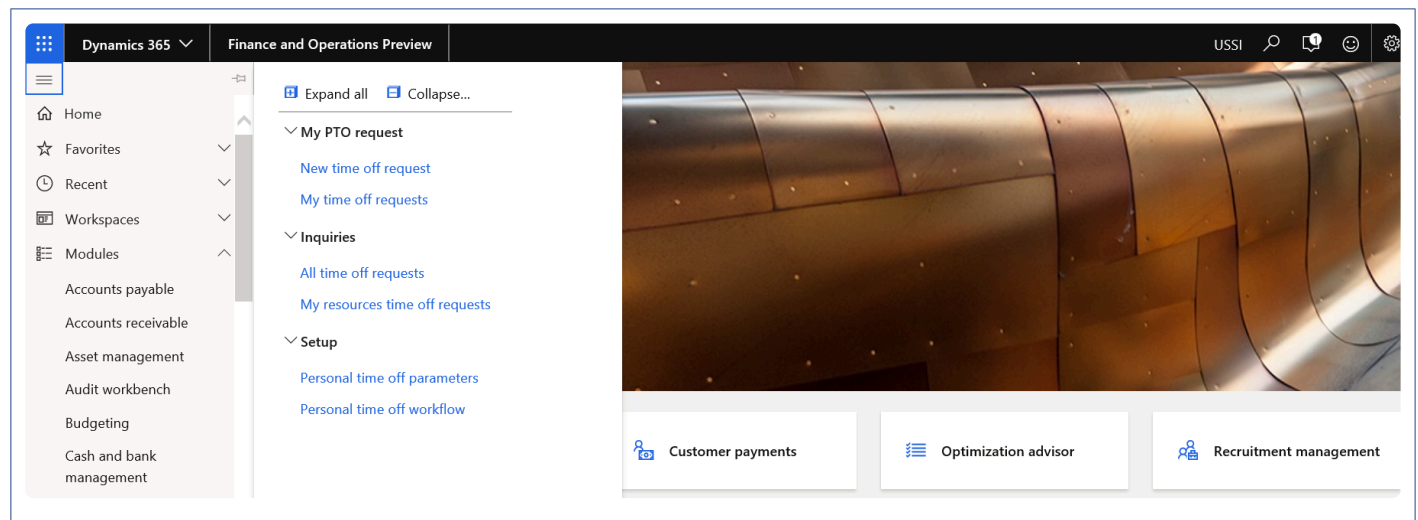 Dynamics 365
Finance and Operations Preview
USSI
1
Home
Favorites
Recent
Workspaces
Modules
Accounts payable
Accounts receivable
Asset management
Audit workbench
Budgeting
Cash and bank
management
Expand all
Collapse...
My PTO request
New time off request
My time off requests
Inquiries
All time off requests
My resources time off requests
Setup
Personal time off parameters
Personal time off workflow
Customer payments
Optimization advisor
Recruitment management